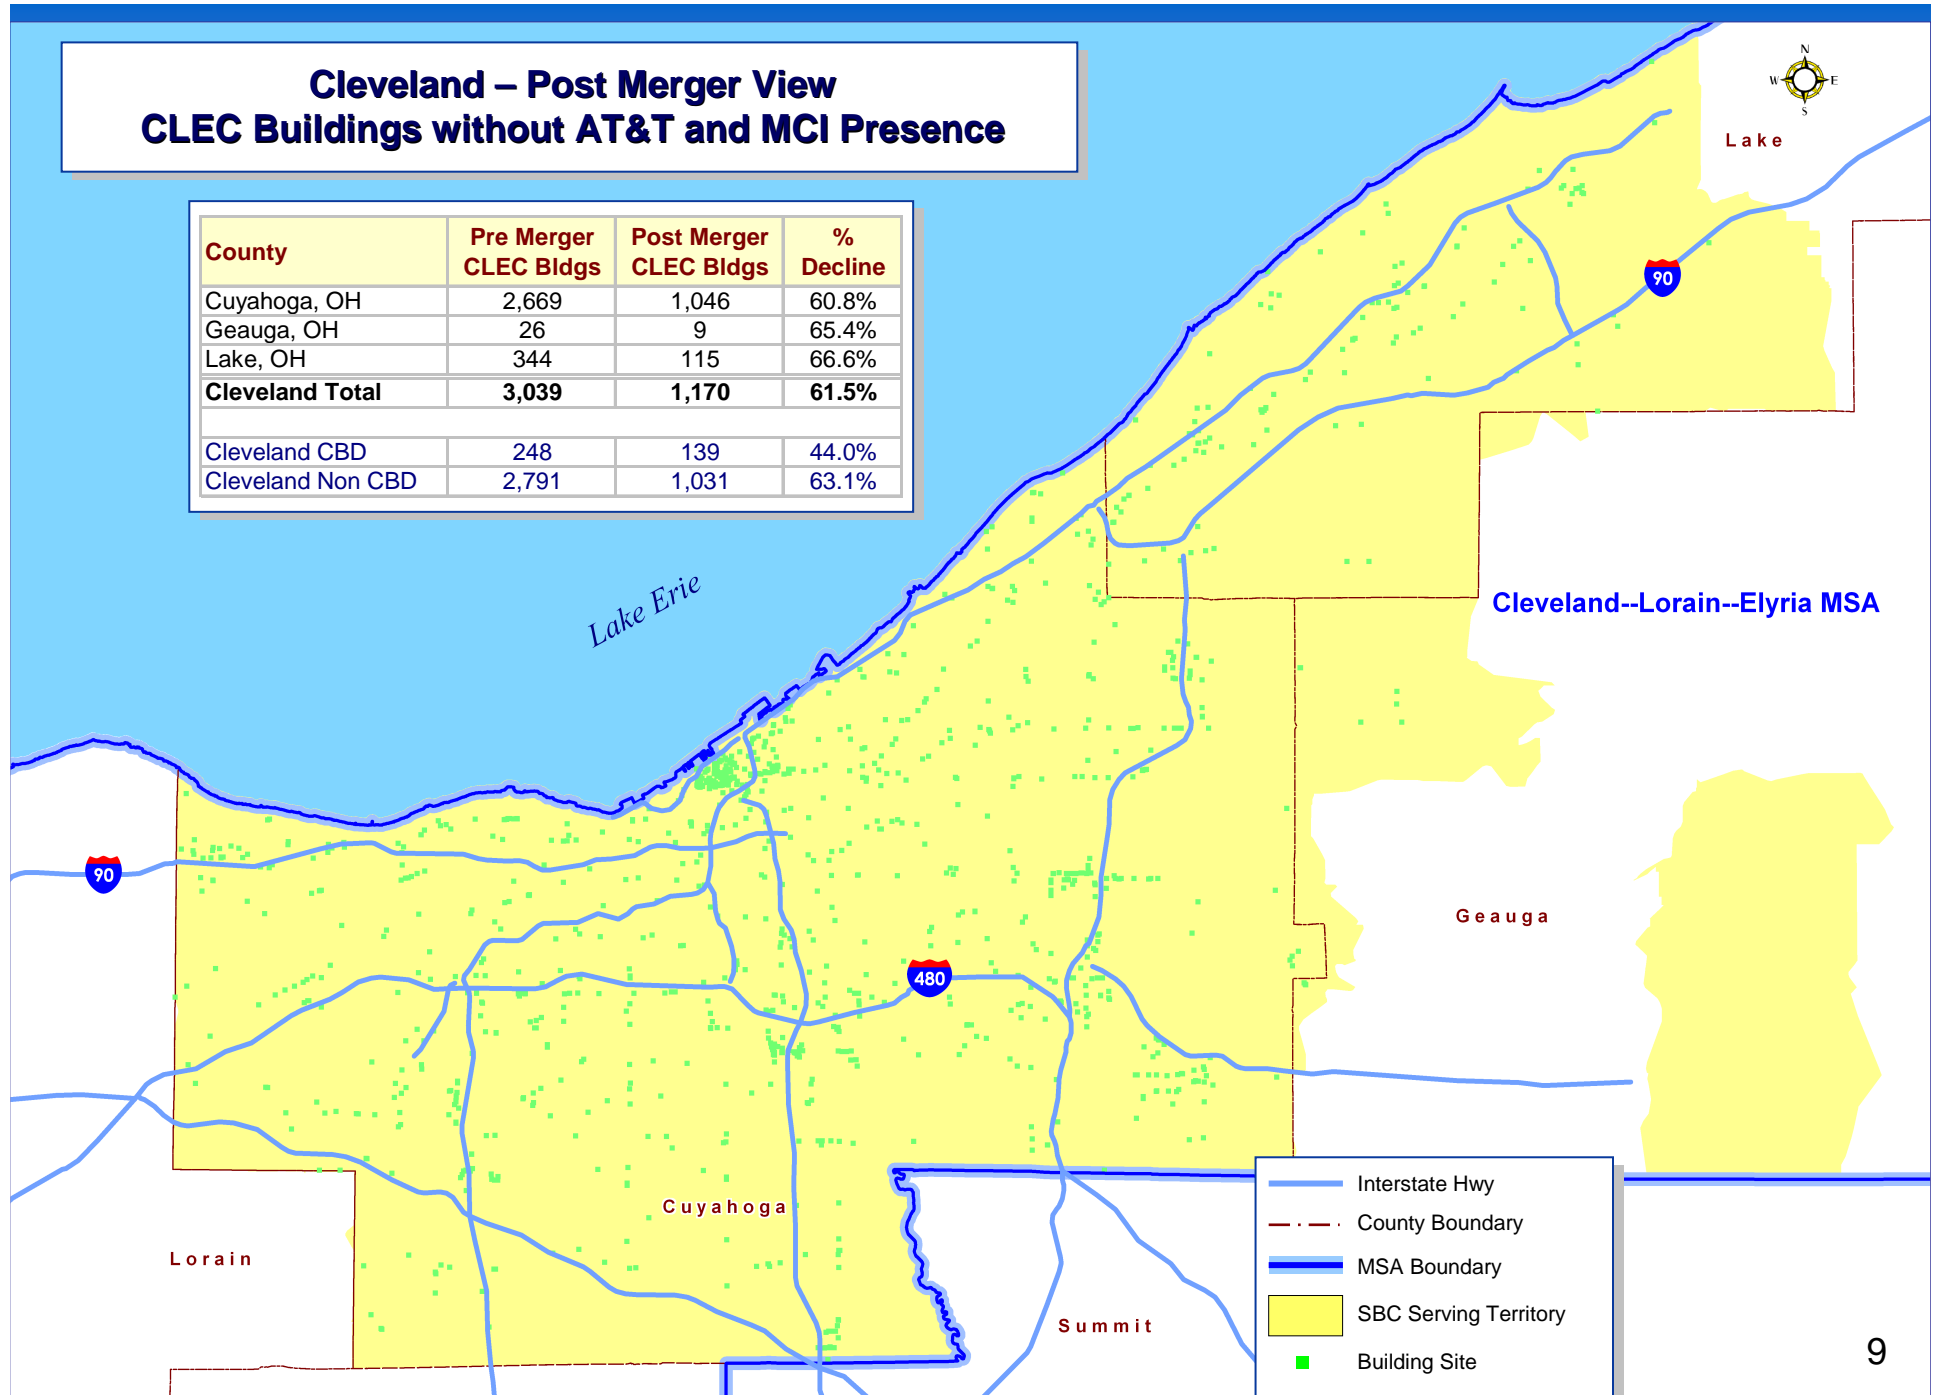 Cleveland – Post Merger View
CLEC Buildings without AT&T and MCI Presence
N
W E
S
Lake
County Pre Merger CLEC Bldgs Post Merger CLEC Bldgs % Decline
Cuyahoga, OH 2,669 1,046 60.8%
Geauga, OH 26 9 65.4%
Lake, OH 344 115 66.6%
Cleveland Total 3,039 1,170 61.5%
Cleveland CBD 248 139 44.0%
Cleveland Non CBD 2,791 1,031 63.1%
90
Lake Erie
Cleveland--Lorain--Elyria MSA
90
Geauga
480
Cuyahoga
Lorain
Summit
Interstate Hwy
County Boundary
MSA Boundary
SBC Serving Territory
Building Site
9